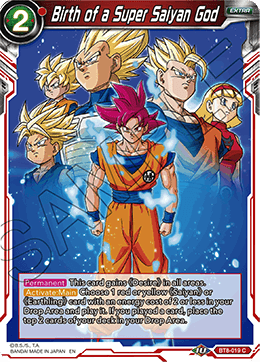 2
Birth of a Super Saiyan God
EXTRA
Permanent This card gains {Desire} in all areas.
Activate:Main Choose 1 red or yellow {Saiyan} or
{Earthling} card with an energy cost of 2 or less in your
Drop Area and play it. If you played a card, place the
top 2 cards of your deck in your Drop Area.
©B.S./S., T.A.
BANDAI MADE IN JAPAN EN
BT8-019 C